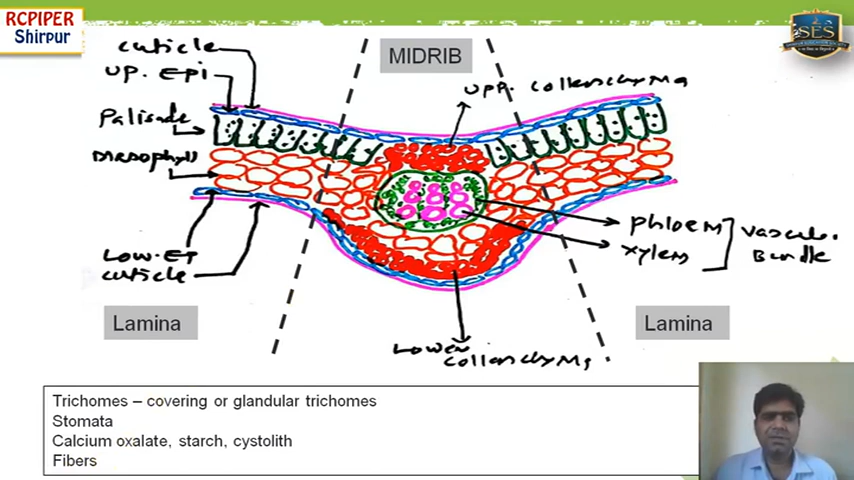 RCPIPER
Shirpur
SES
MIDRIB
cuticle
UP. EPi
Palisade
Mesophyll
Low-EP
cuticle
UPP. collenchyMa
phloEM
xylem
Vascular
Bundle
Lower
collenchyMa
Lamina
Lamina
Trichomes – covering or glandular trichomes
Stomata
Calcium oxalate, starch, cystolith
Fibers